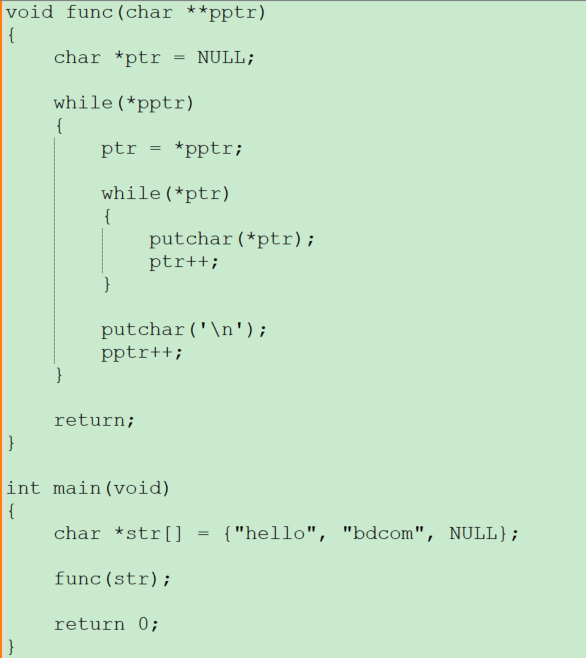 void func(char **pptr)
{
    char *ptr = NULL;

    while(*pptr)
    {
        ptr = *pptr;

        while(*ptr)
        {
            putchar(*ptr);
            ptr++;
        }

        putchar('\n');
        pptr++;
    }

    return;
}

int main(void)
{
    char *str[] = {"hello", "bdcom", NULL};

    func(str);

    return 0;
}